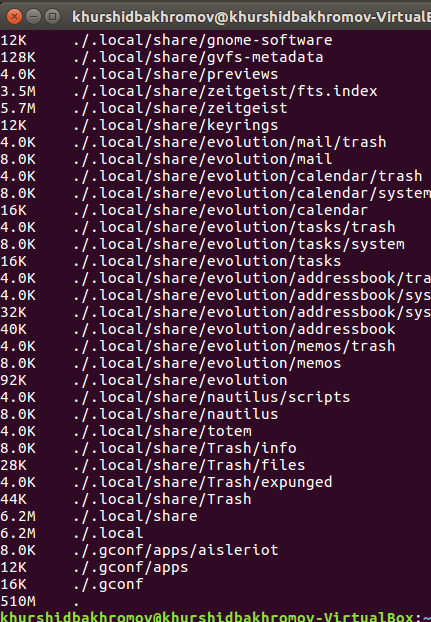 khurshidbakhromov@khurshidbakhromov-VirtualB
12K ./.local/share/gnome-software
128K ./.local/share/gvfs-metadata
4.0K ./.local/share/previews
3.5M ./.local/share/zeitgeist/fts.index
5.7M ./.local/share/zeitgeist
12K ./.local/share/keyrings
4.0K ./.local/share/evolution/mail/trash
8.0K ./.local/share/evolution/mail
4.0K ./.local/share/evolution/calendar/trash
8.0K ./.local/share/evolution/calendar/system
16K ./.local/share/evolution/calendar
4.0K ./.local/share/evolution/tasks/trash
8.0K ./.local/share/evolution/tasks/system
16K ./.local/share/evolution/tasks
4.0K ./.local/share/evolution/addressbook/tra
4.0K ./.local/share/evolution/addressbook/sys
32K ./.local/share/evolution/addressbook/sys
40K ./.local/share/evolution/addressbook
4.0K ./.local/share/evolution/memos/trash
8.0K ./.local/share/evolution/memos
92K ./.local/share/evolution
4.0K ./.local/share/nautilus/scripts
8.0K ./.local/share/nautilus
4.0K ./.local/share/totem
8.0K ./.local/share/Trash/info
28K ./.local/share/Trash/files
4.0K ./.local/share/Trash/expunged
44K ./.local/share/Trash
6.2M ./.local/share
6.2M ./.local
8.0K ./.gconf/apps/aisleriot
12K ./.gconf/apps
16K ./.gconf
510M .
khurshidbakhromov@khurshidbakhromov-VirtualBox:~